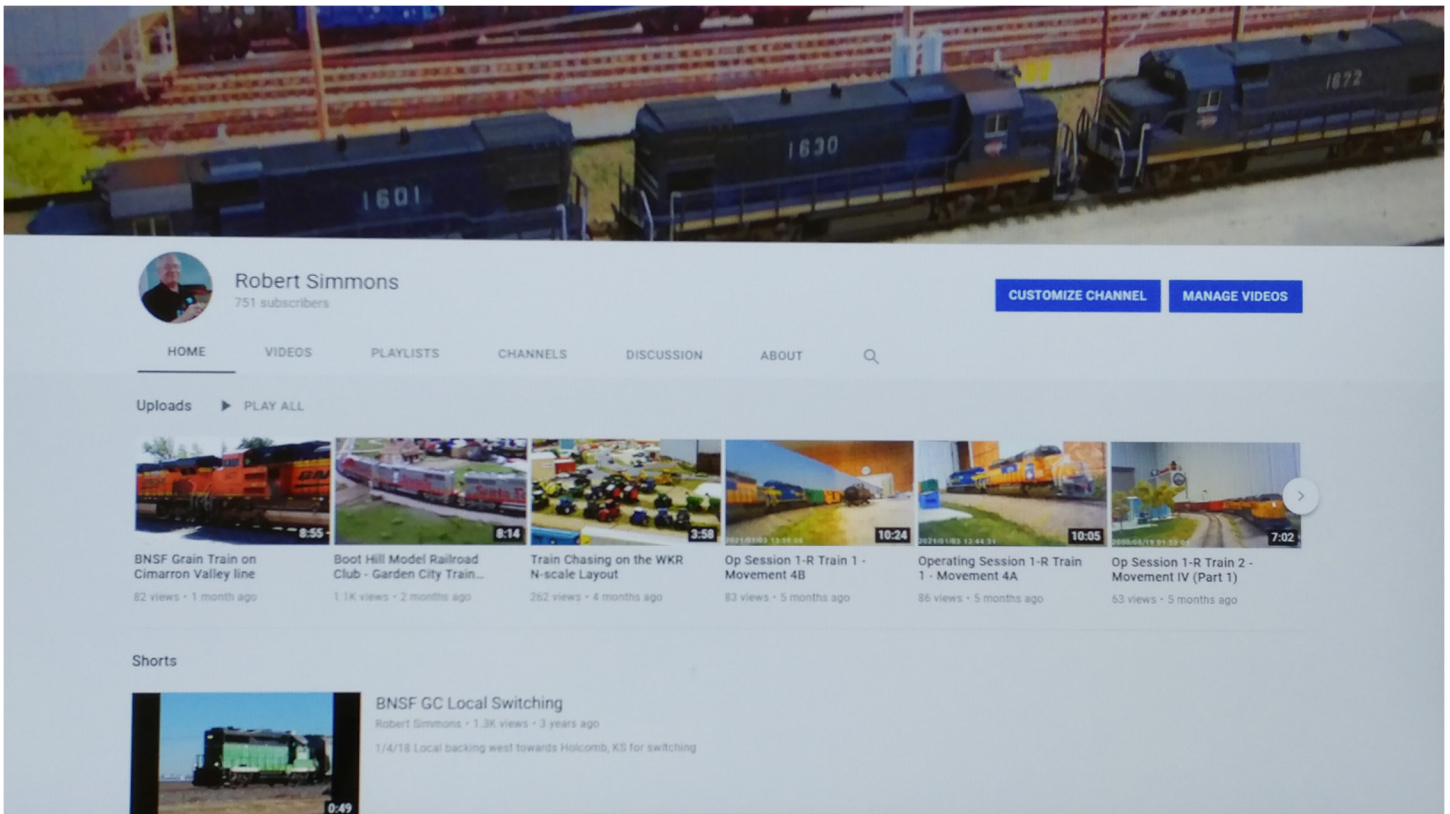 1601
1630
1672
Robert Simmons
751 subscribers
CUSTOMIZE CHANNEL
MANAGE VIDEOS
HOME
VIDEOS
PLAYLISTS
CHANNELS
DISCUSSION
ABOUT
Uploads
PLAY ALL
8:55
BNSF Grain Train on
Cimarron Valley line
82 views • 1 month ago
8:14
Boot Hill Model Railroad
Club - Garden City Train...
1.1K views • 2 months ago
3:58
Train Chasing on the WKR
N-scale Layout
262 views • 4 months ago
10:24
Op Session 1-R Train 1 -
Movement 4B
83 views • 5 months ago
10:05
Operating Session 1-R Train
1 - Movement 4A
86 views • 5 months ago
7:02
Op Session 1-R Train 2 -
Movement IV (Part 1)
63 views • 5 months ago
Shorts
0:49
BNSF GC Local Switching
Robert Simmons • 1.3K views • 3 years ago
1/4/18 Local backing west towards Holcomb, KS for switching